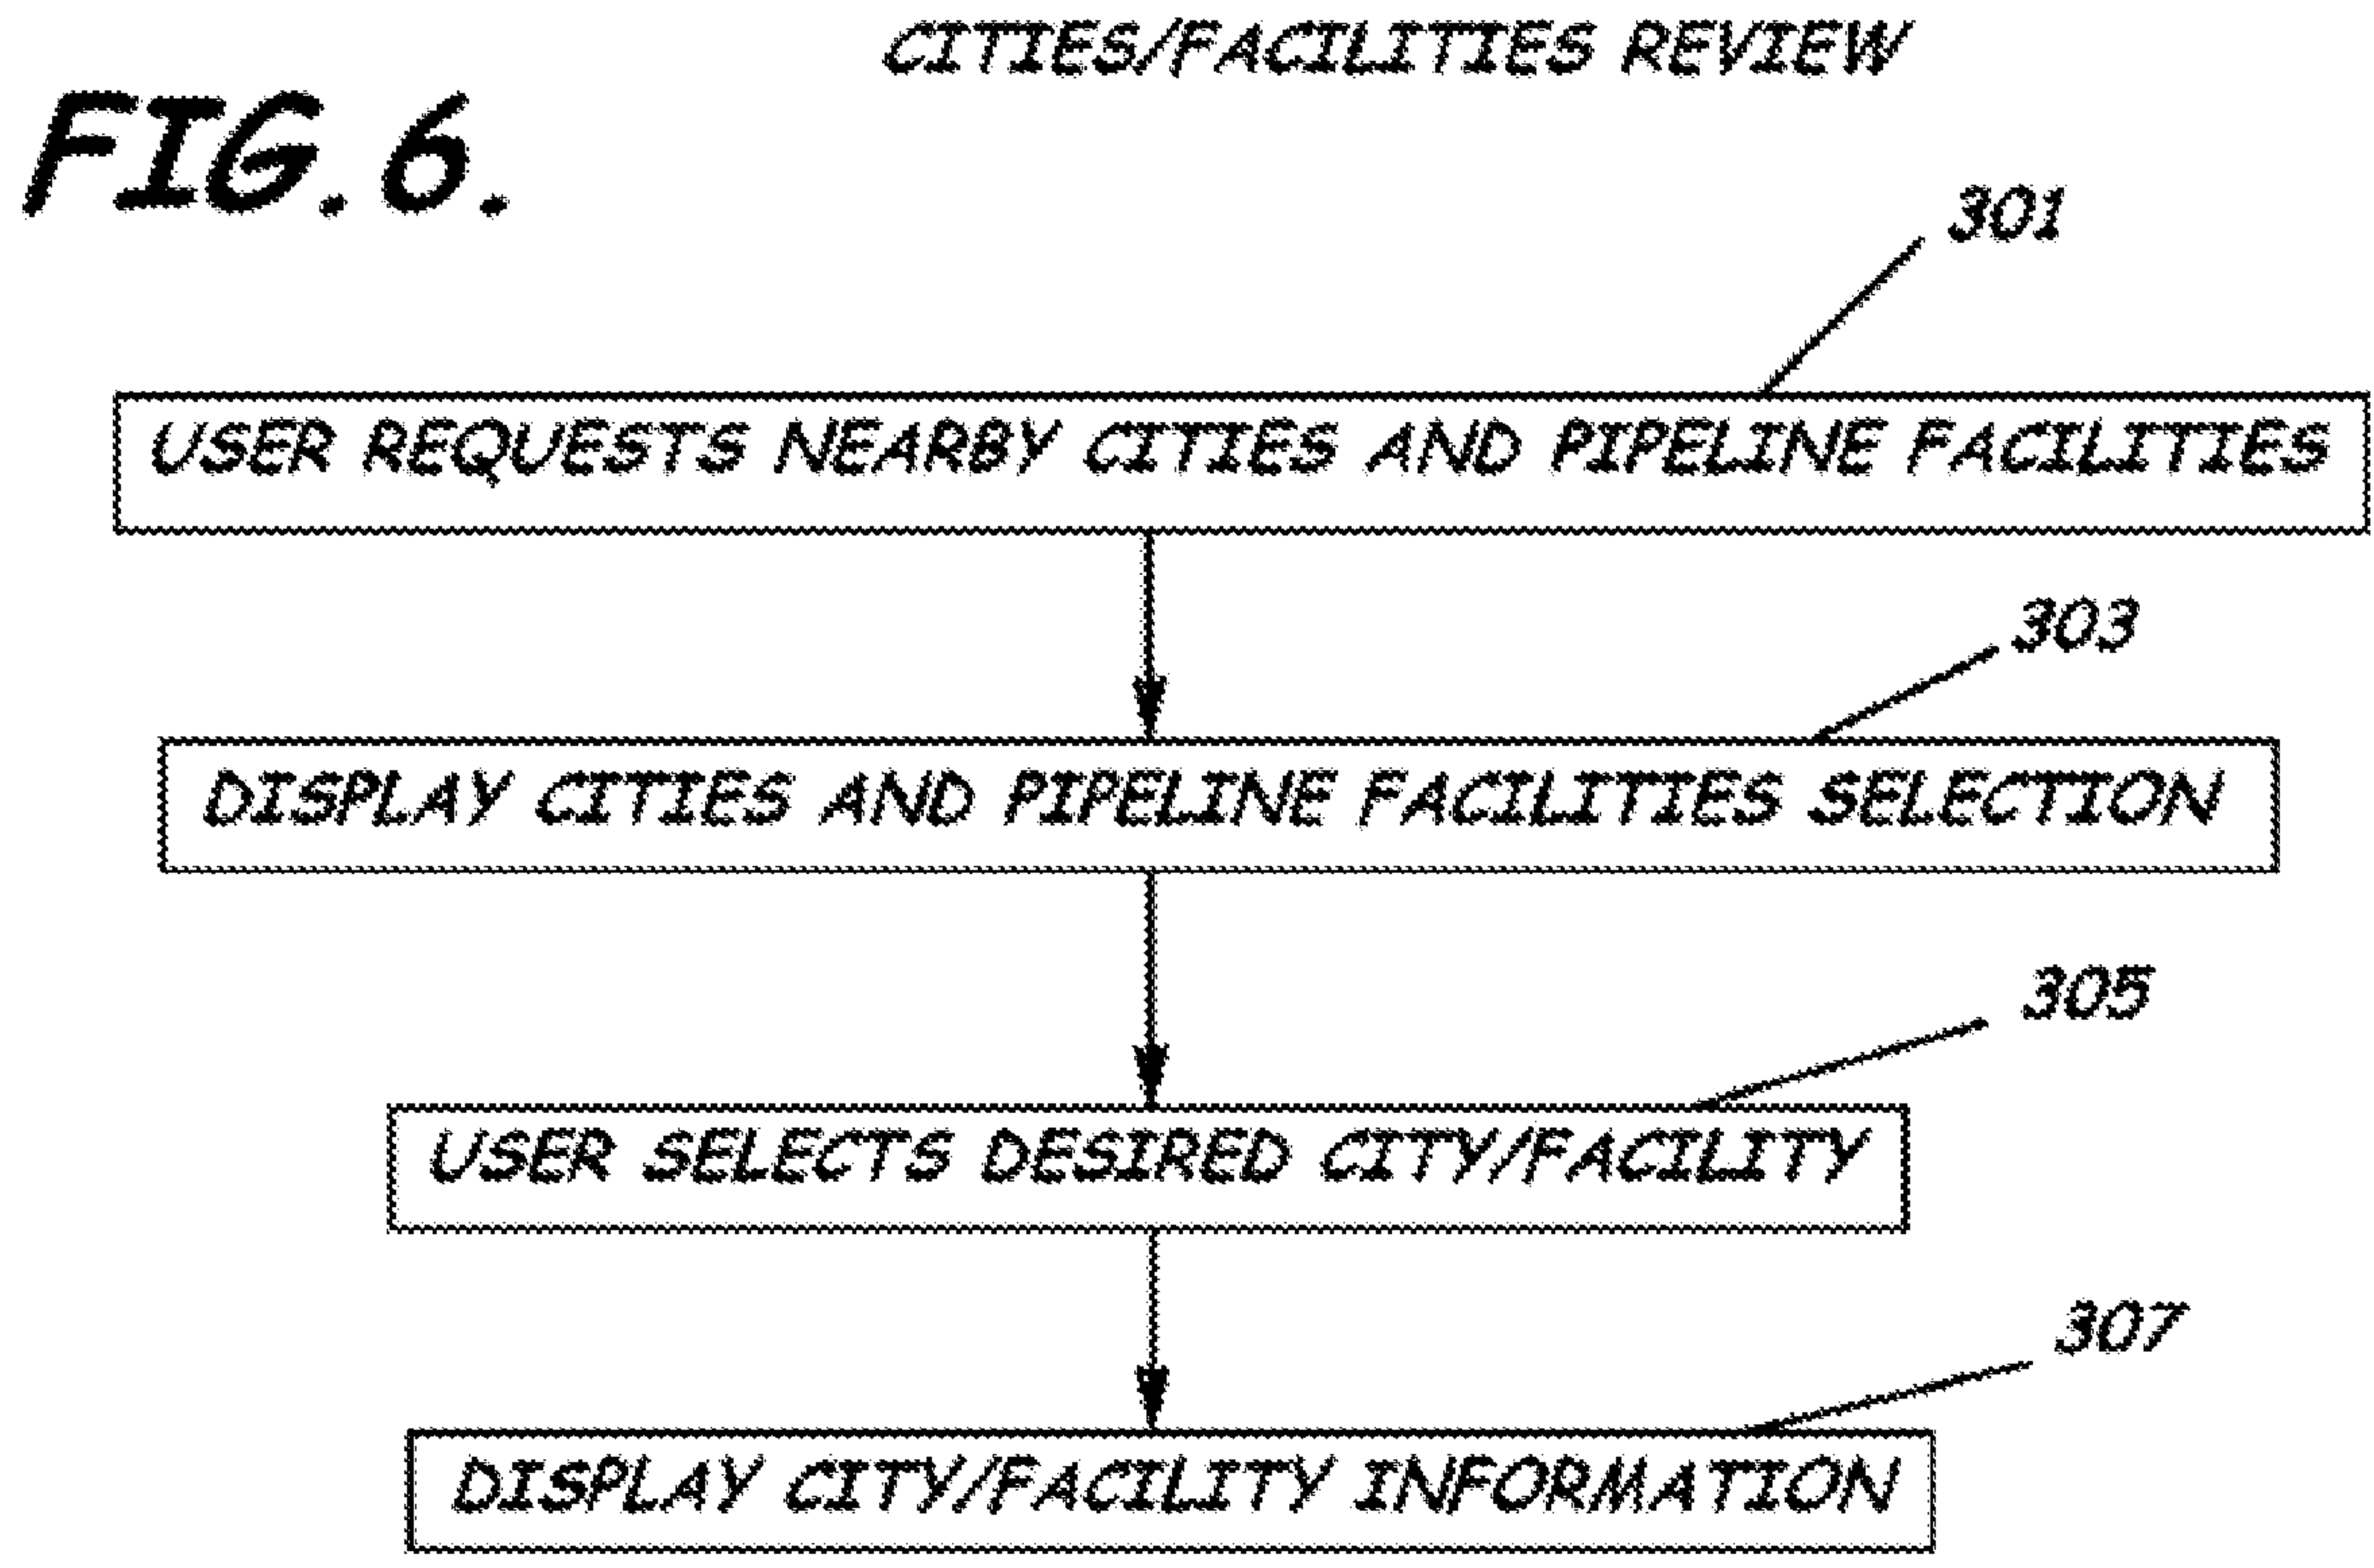 CITIES/FACILITIES REVIEW
FIG. 6.
301
USER REQUESTS NEARBY CITIES AND PIPELINE FACILITIES
303
DISPLAY CITIES AND PIPELINE FACILITIES SELECTION
305
USER SELECTS DESIRED CITY/FACILITY
307
DISPLAY CITY/FACILITY INFORMATION